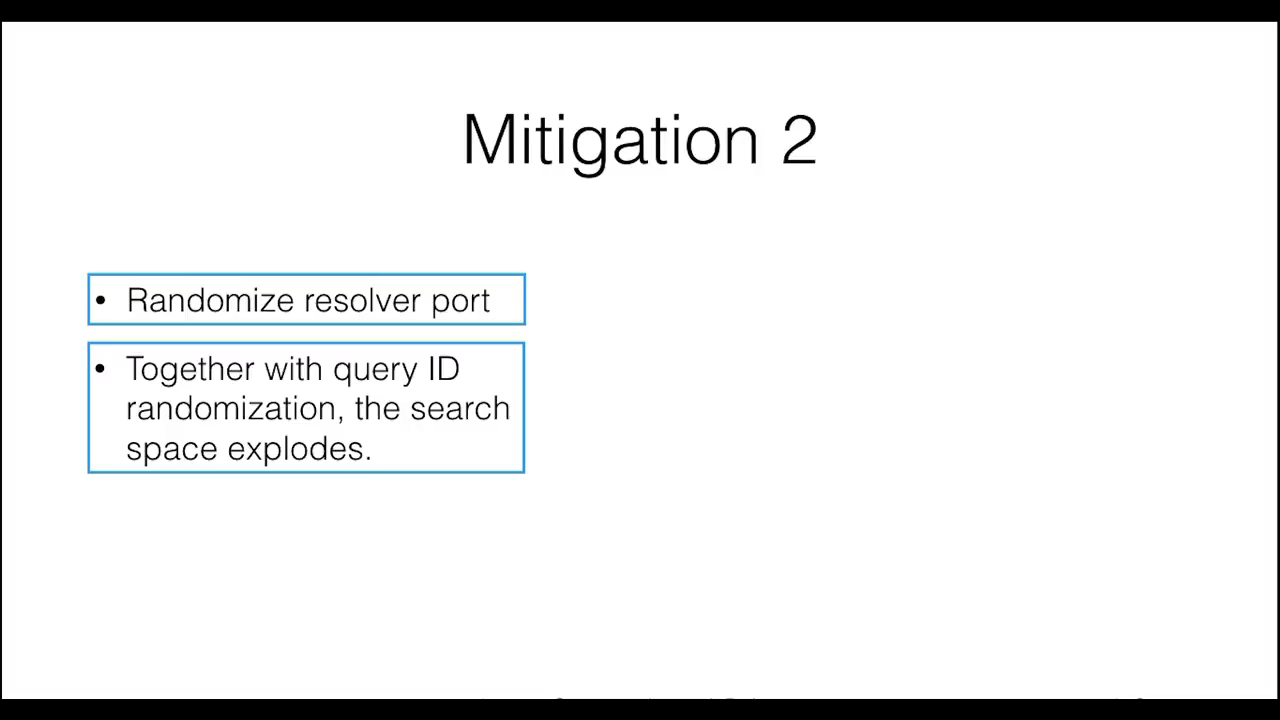 Mitigation 2
• Randomize resolver port
• Together with query ID
randomization, the search
space explodes.